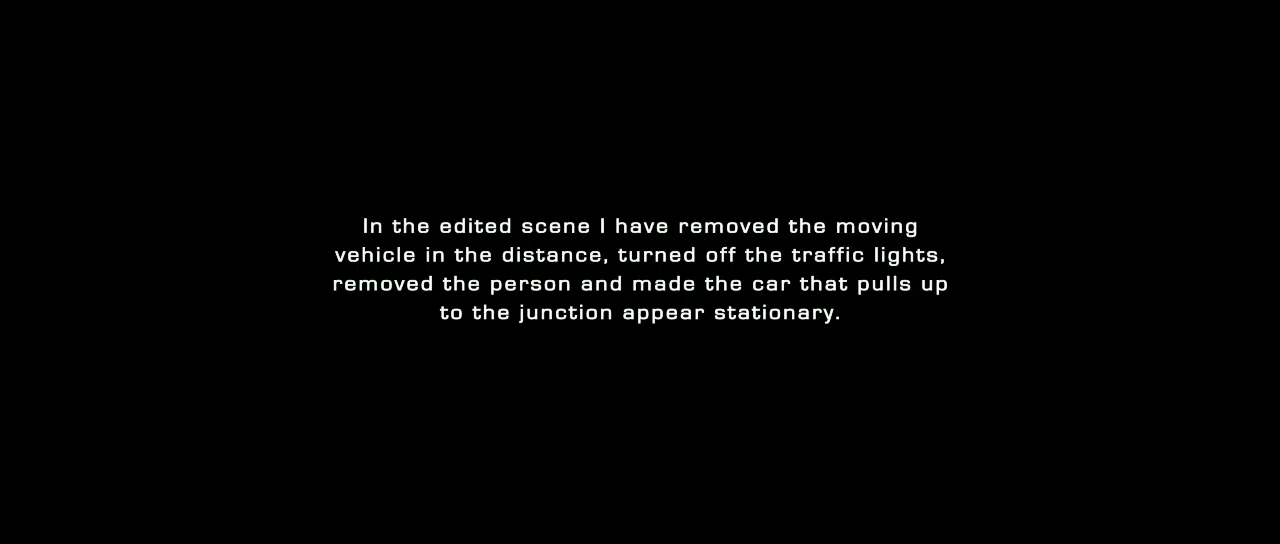 In the edited scene I have removed the moving
vehicle in the distance, turned off the traffic lights,
removed the person and made the car that pulls up
to the junction appear stationary.